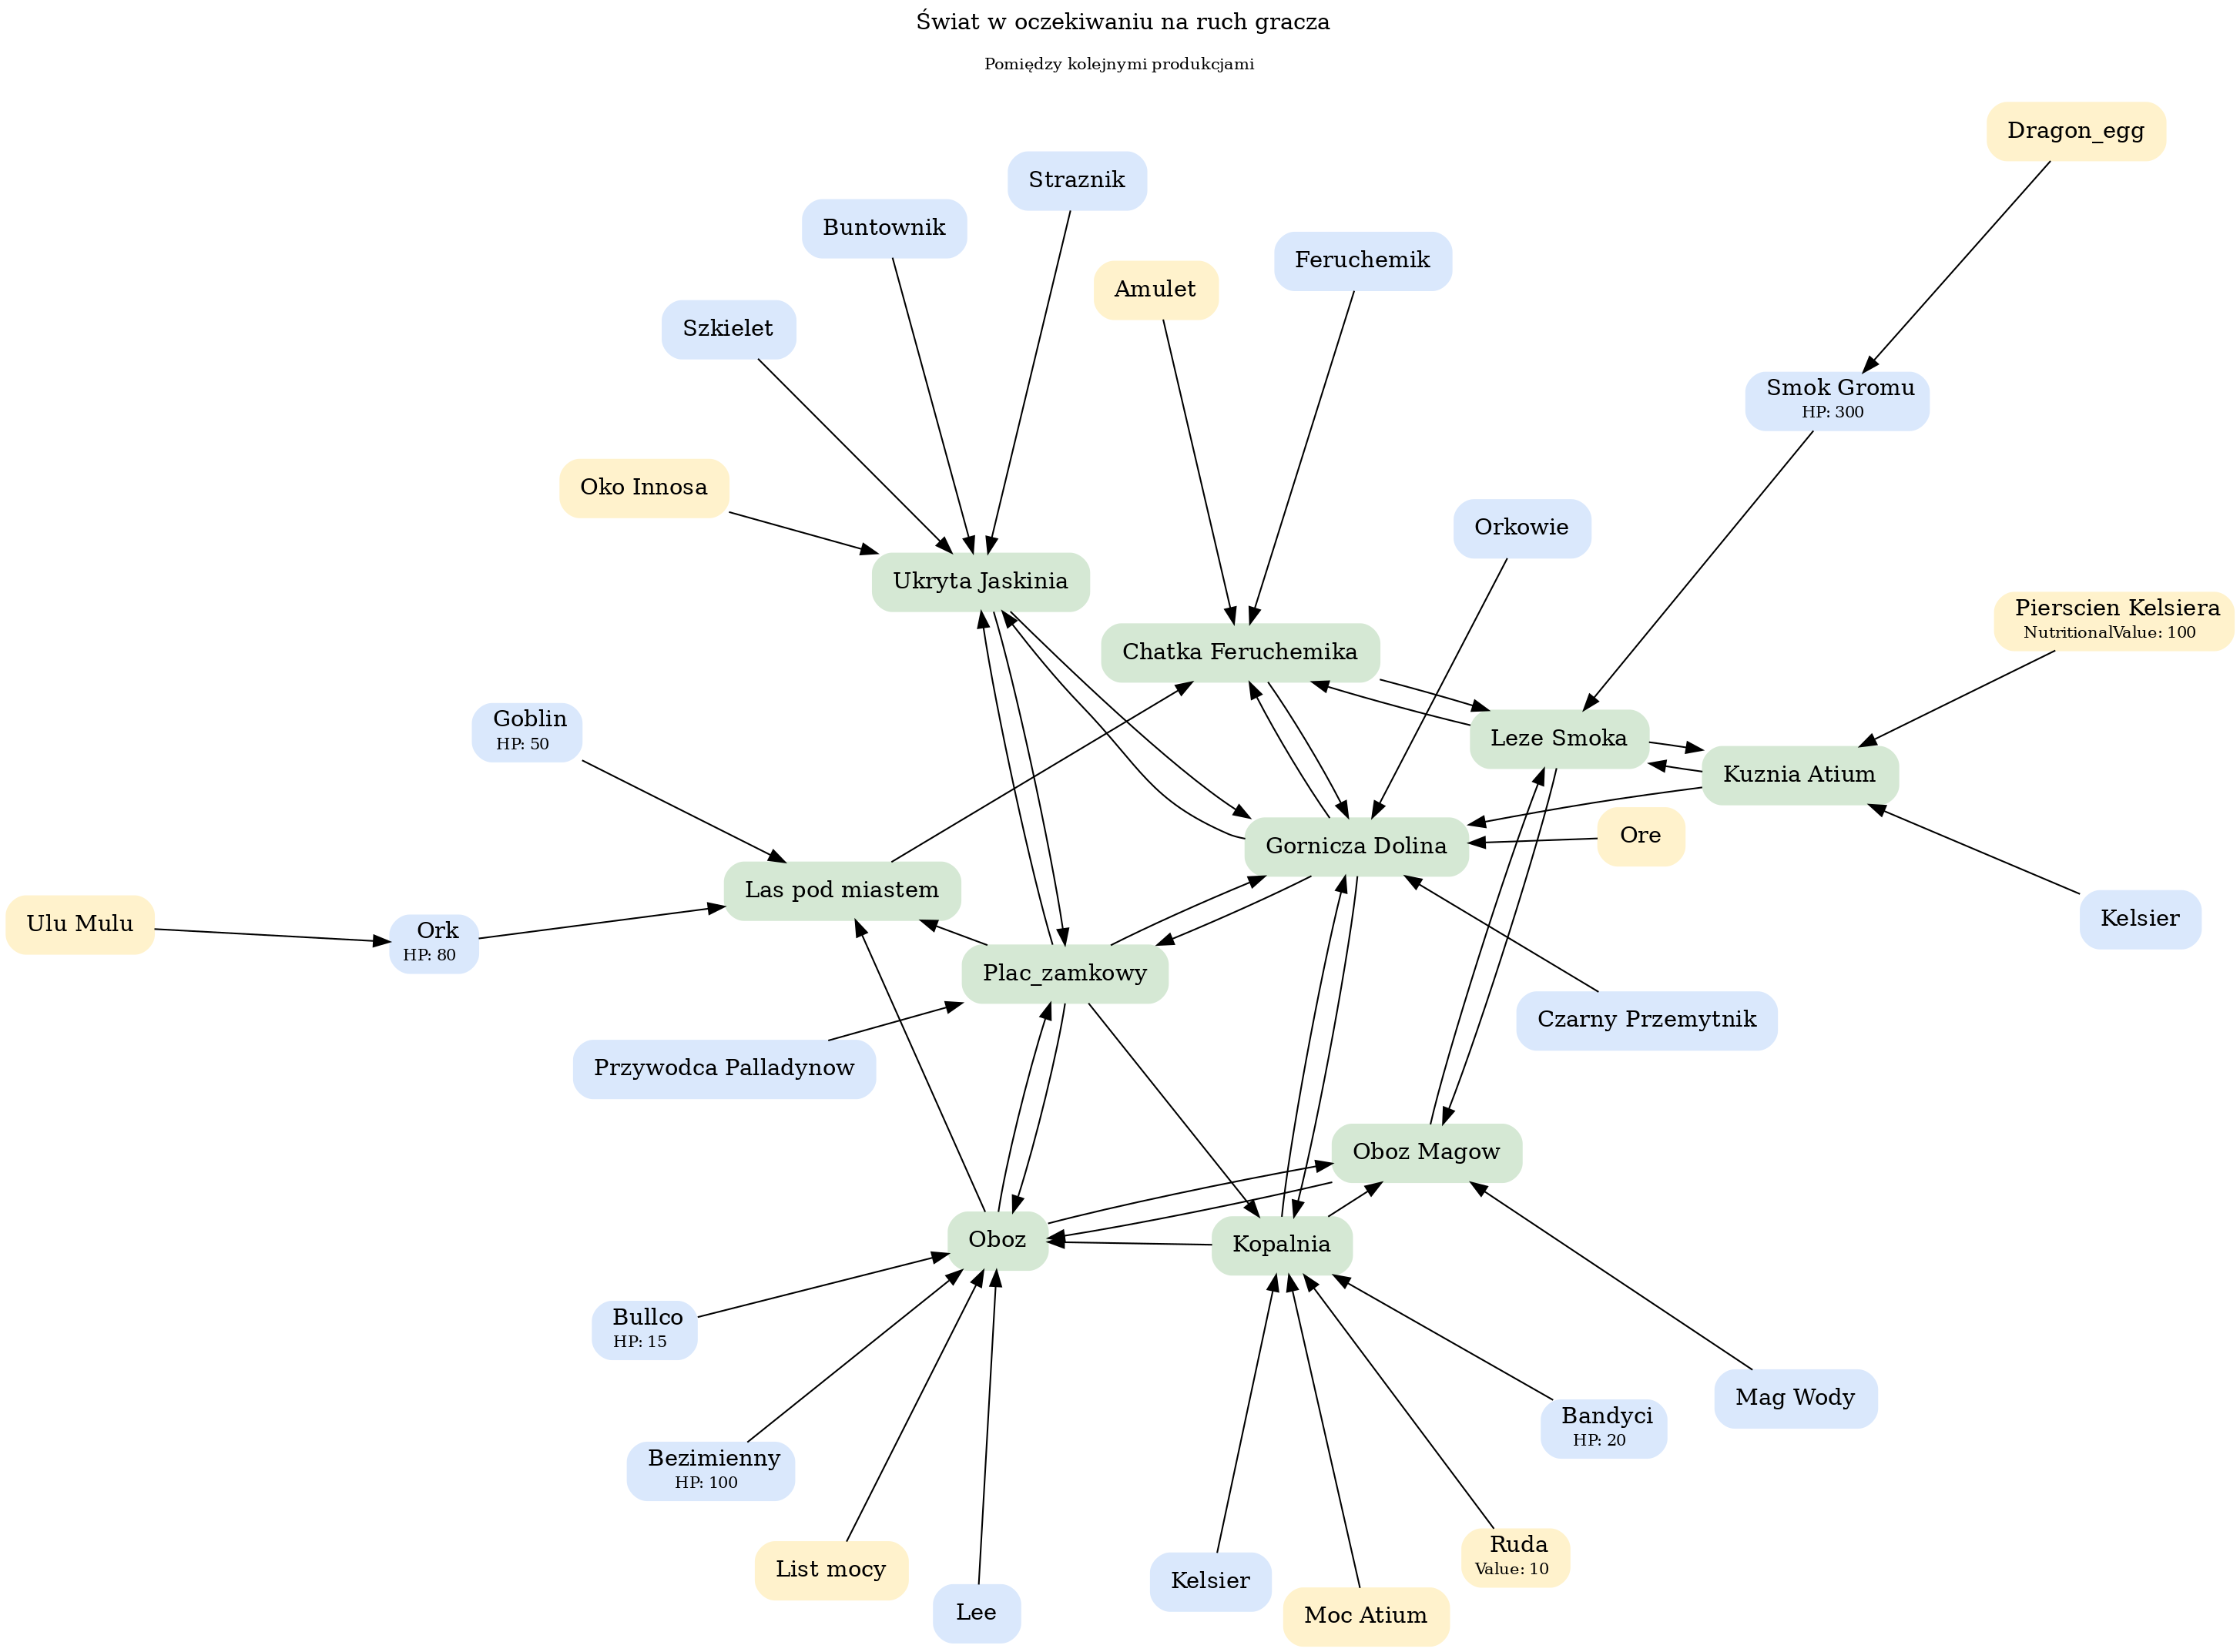 Świat w oczekiwaniu na ruch gracza
Pomiędzy kolejnymi produkcjami
Dragon_egg
Straznik
Buntownik
Feruchemik
Amulet
Szkielet
Smok Gromu
HP: 300
Oko Innosa
Orkowie
Ukryta Jaskinia
Pierscien Kelsiera
NutritionalValue: 100
Chatka Feruchemika
Goblin
HP: 50
Leze Smoka
Kuznia Atium
Ore
Gornicza Dolina
Las pod miastem
Ulu Mulu
Ork
HP: 80
Kelsier
Plac_zamkowy
Czarny Przemytnik
Przywodca Palladynow
Oboz Magow
Oboz
Kopalnia
Bullco
HP: 15
Mag Wody
Bandyci
HP: 20
Bezimienny
HP: 100
Ruda
Value: 10
List mocy
Kelsier
Lee
Moc Atium